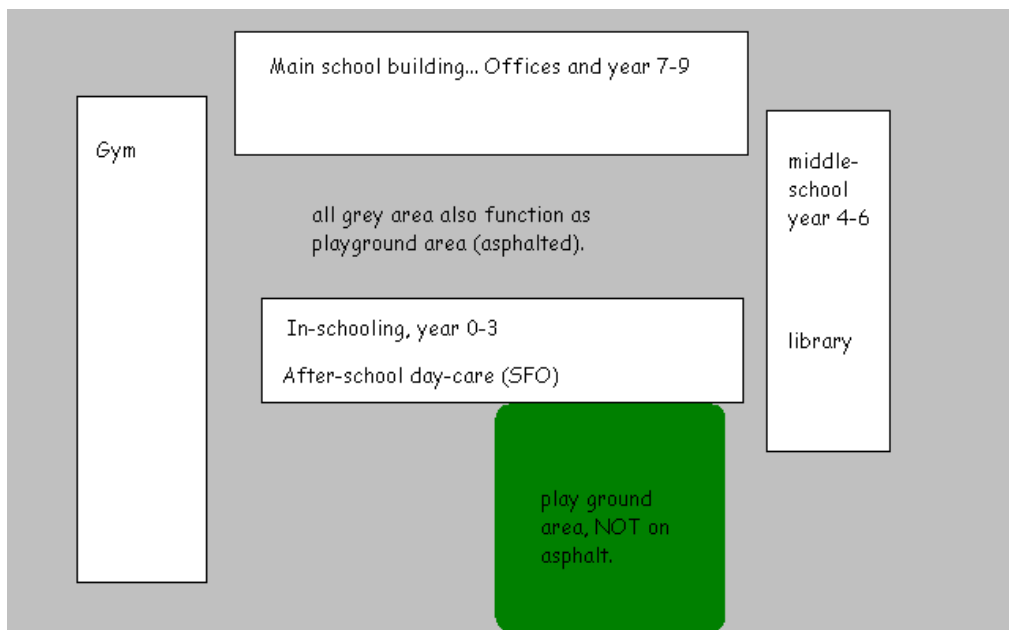 Main school building... Offices and year 7-9
Gym
middle-
school
year 4-6
all grey area also function as
playground area (asphalted).
In-schooling, year 0-3
After-school day-care (SFO)
library
play ground
area, NOT on
asphalt.